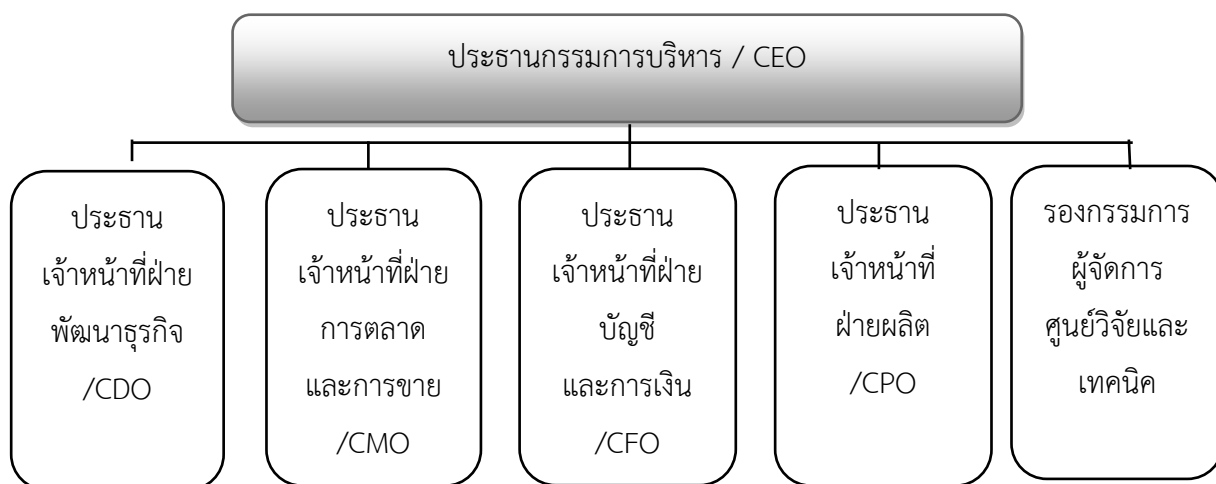 ประธานกรรมการบริหาร / CEO
ประธาน
เจ้าหน้าที่ฝ่าย
พัฒนาธุรกิจ
/CDO
ประธาน
เจ้าหน้าที่ฝ่าย
การตลาด
และการขาย
/CMO
ประธาน
เจ้าหน้าที่ฝ่าย
บัญชี
และการเงิน
/CFO
ประธาน
เจ้าหน้าที่
ฝ่ายผลิต
/CPO
รองกรรมการ
ผู้จัดการ
ศูนย์วิจัยและ
เทคนิค